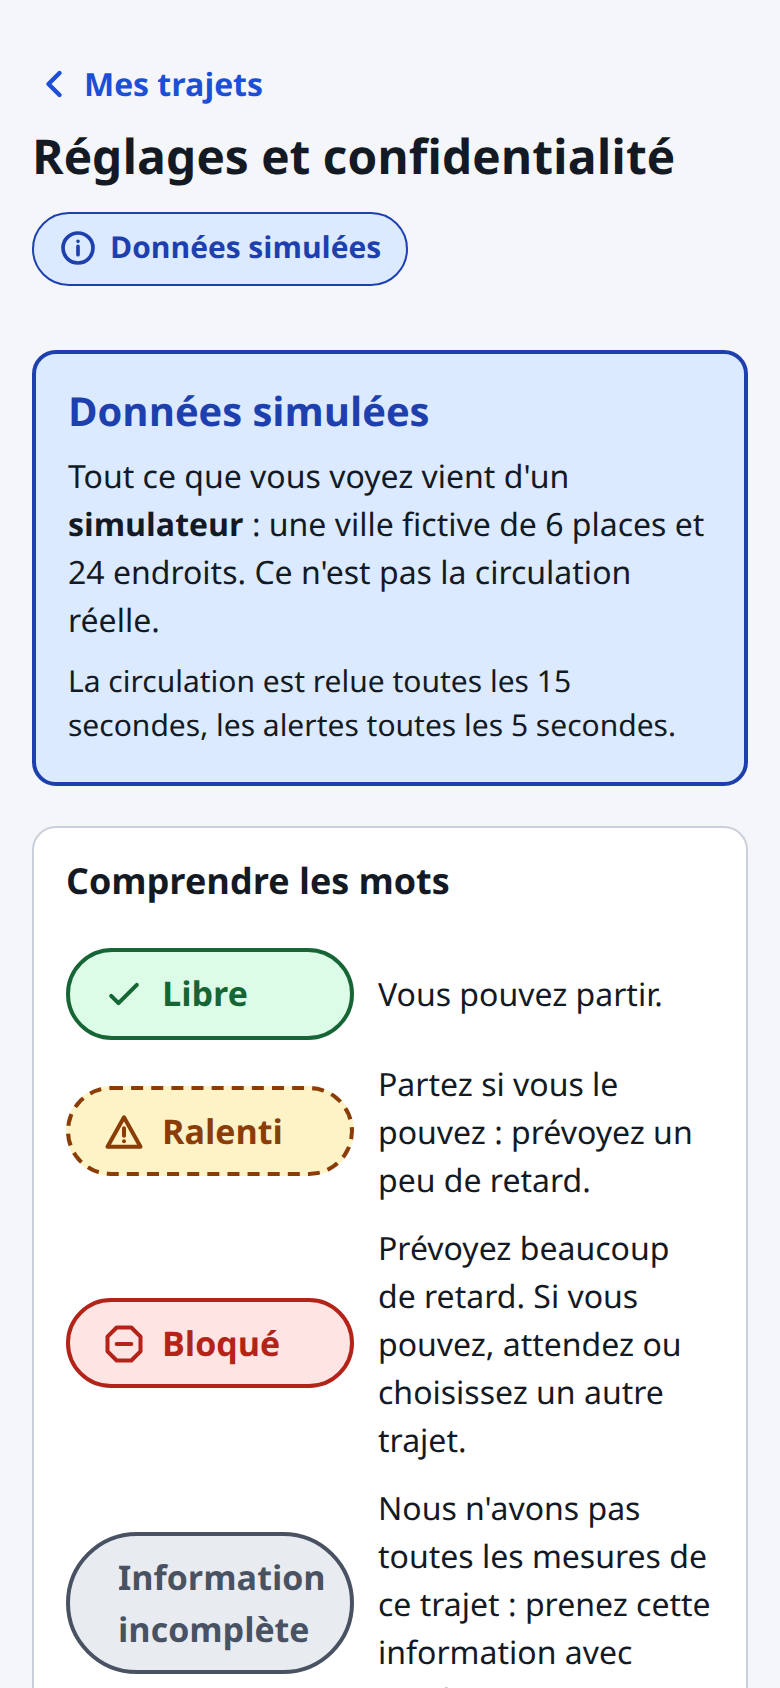 Mes trajets
Réglages et confidentialité
Données simulées
Données simulées
Tout ce que vous voyez vient d'un
simulateur : une ville fictive de 6 places et
24 endroits. Ce n'est pas la circulation
réelle.
La circulation est relue toutes les 15
secondes, les alertes toutes les 5 secondes.
Comprendre les mots
Libre
Vous pouvez partir.
Ralenti
Partez si vous le
pouvez : prévoyez un
peu de retard.
Bloqué
Prévoyez beaucoup
de retard. Si vous
pouvez, attendez ou
choisissez un autre
trajet.
Information
incomplète
Nous n'avons pas
toutes les mesures de
ce trajet : prenez cette
information avec